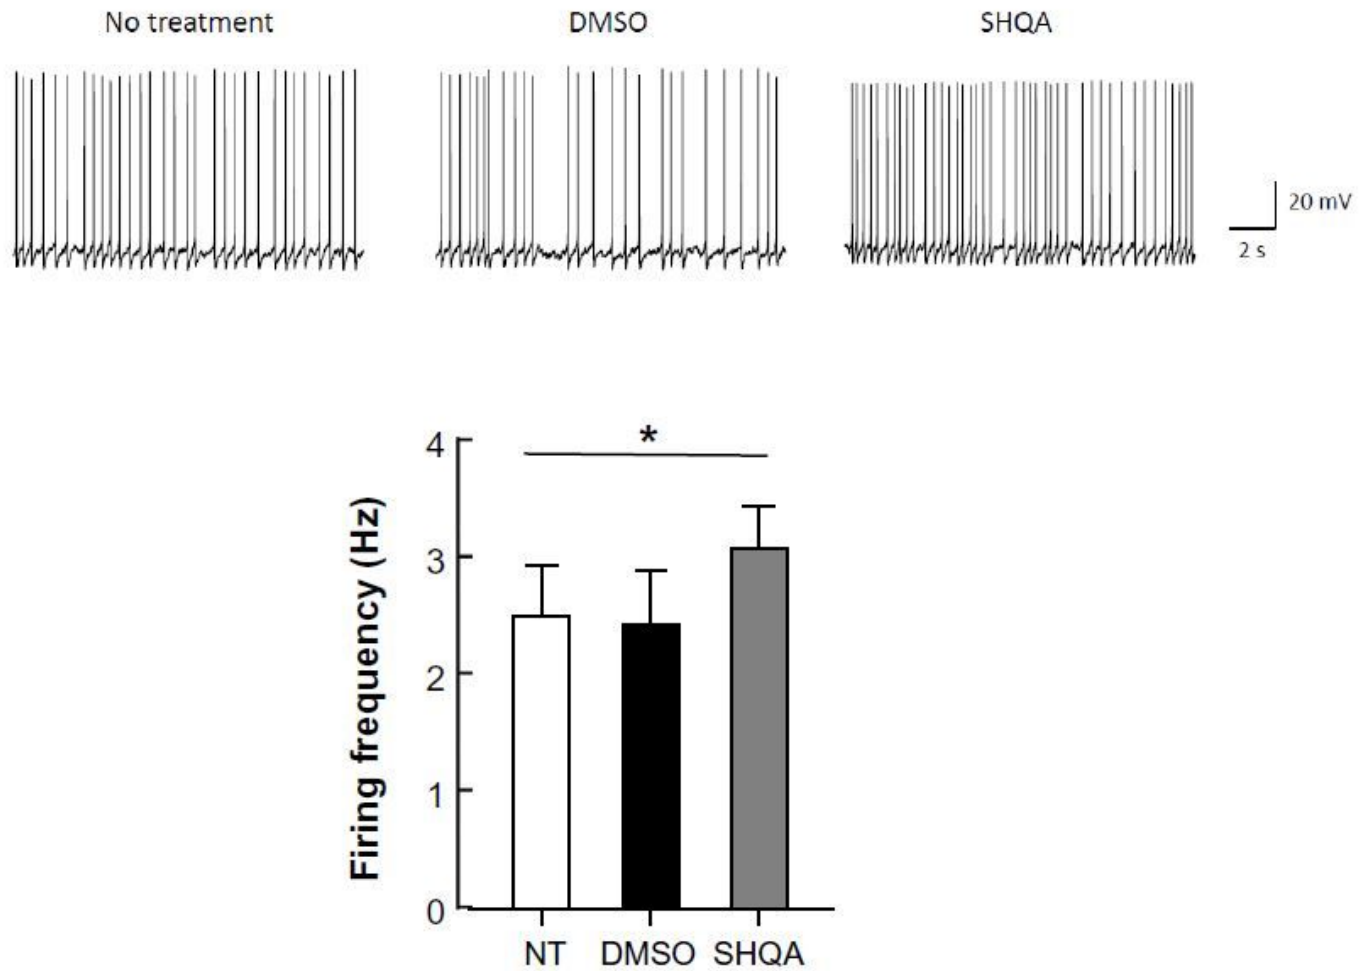 No treatment
DMSO
SHQA
20 mV
2 s
*
4
3
2
1
0
Firing frequency (Hz)
NT
DMSO
SHQA